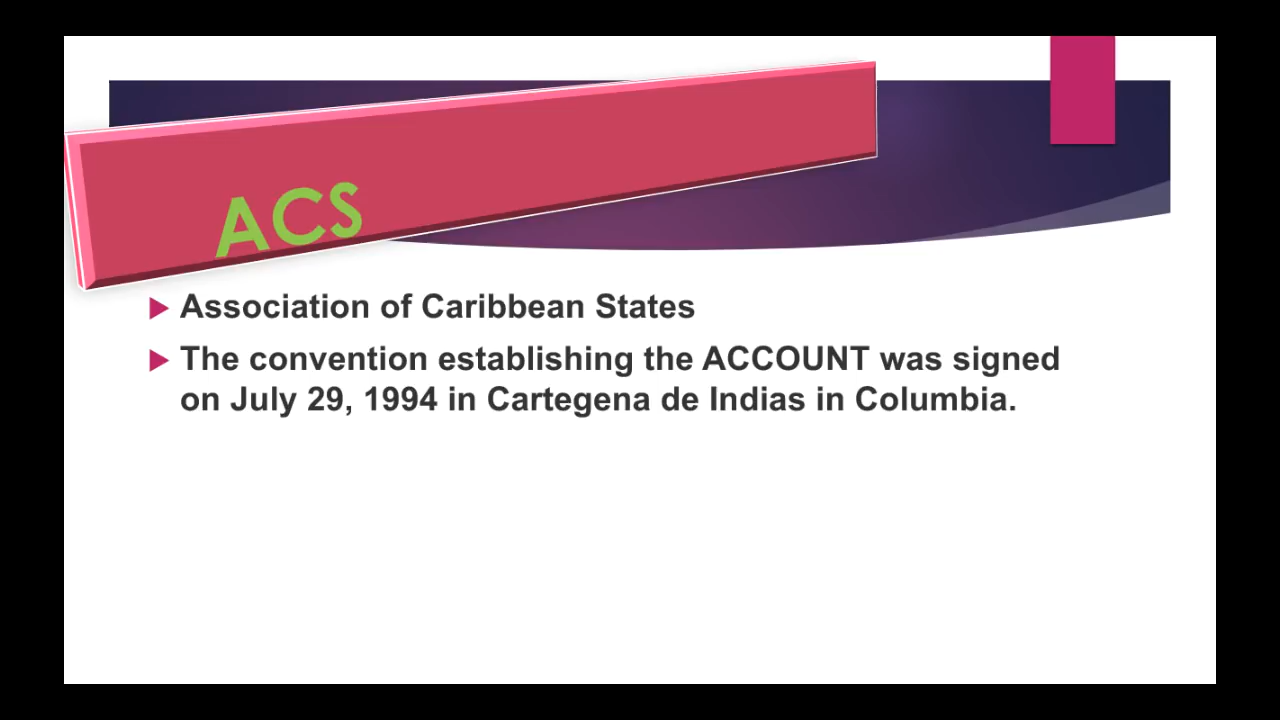 ACS
Association of Caribbean States
The convention establishing the ACCOUNT was signed
on July 29, 1994 in Cartegena de Indias in Columbia.